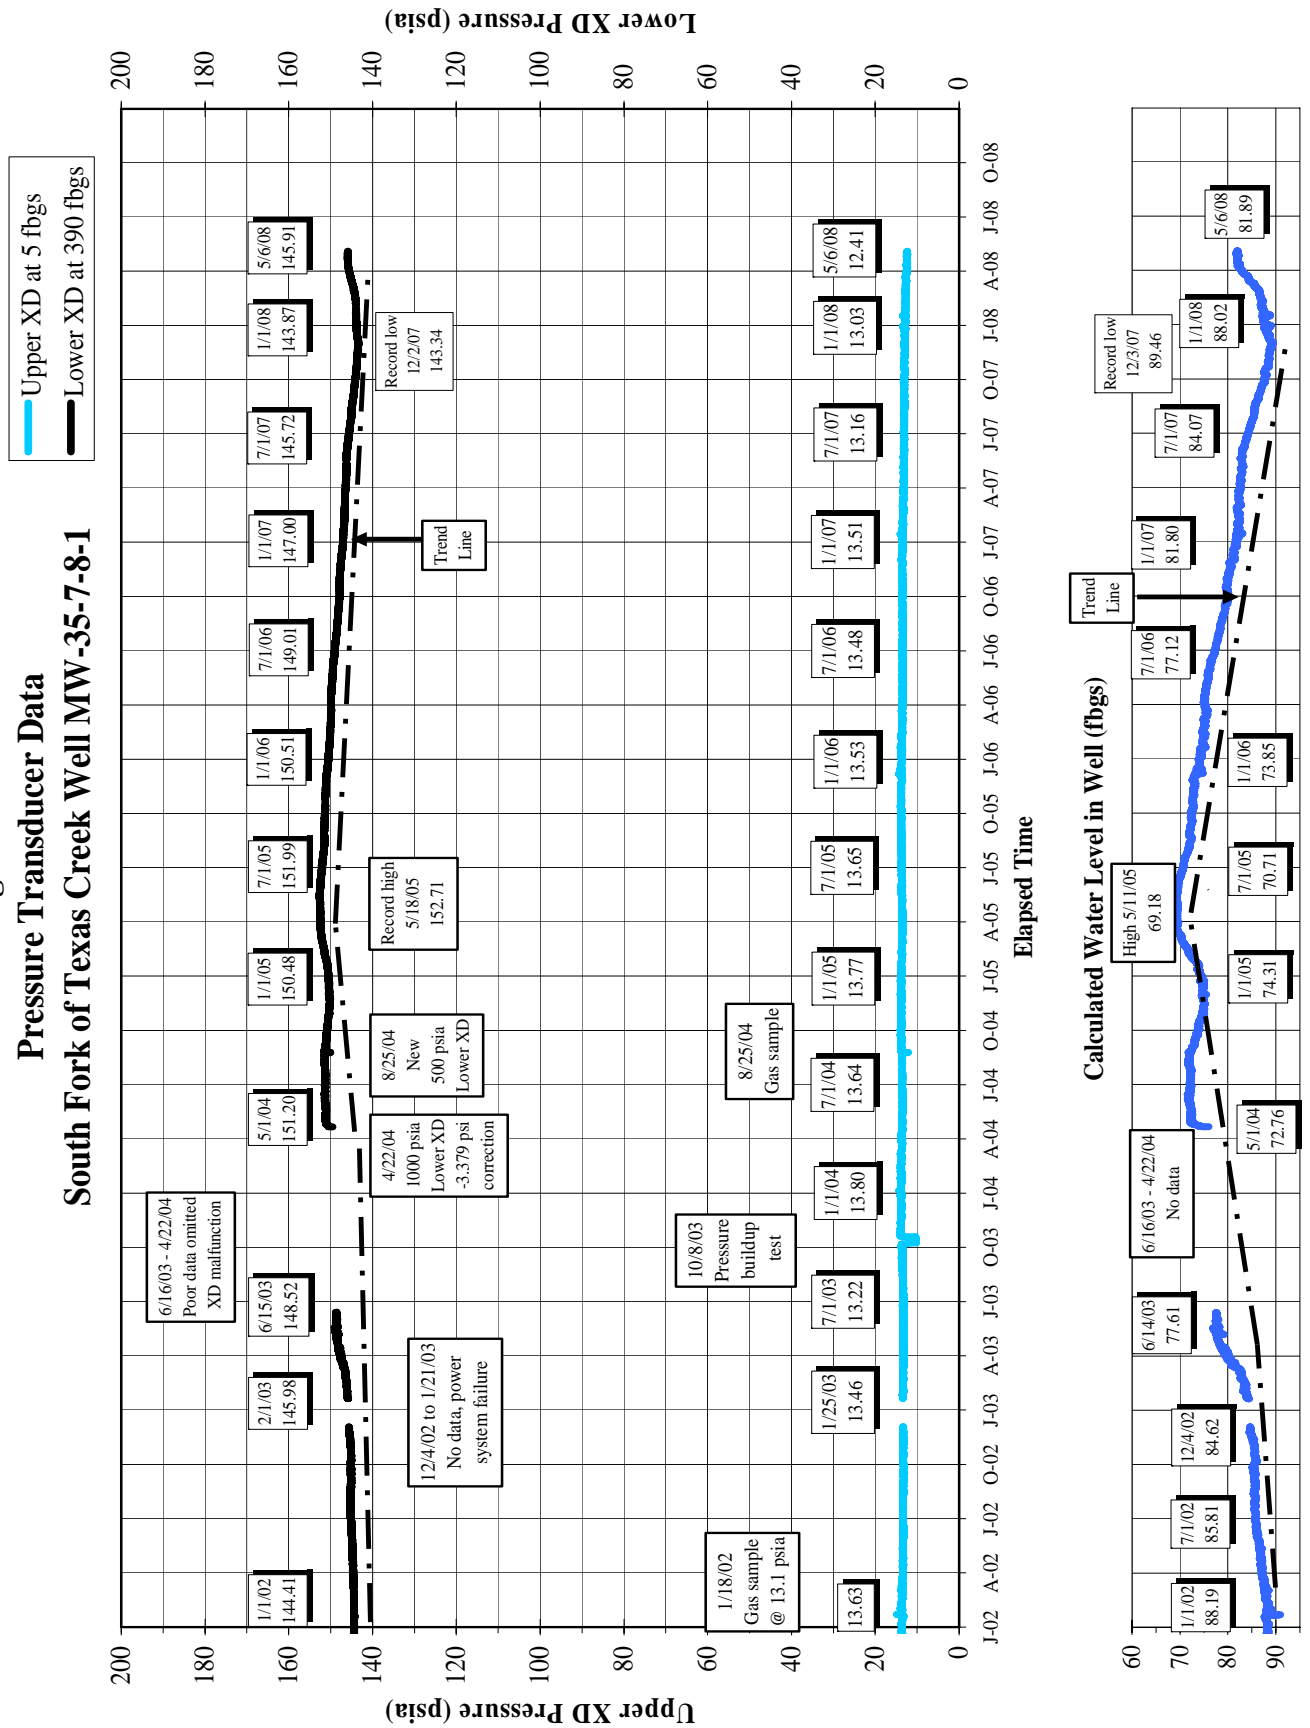 Pressure Transducer Data
South Fork of Texas Creek Well MW-35-7-8-1
Upper XD at 5 fbgs
Lower XD at 390 fbgs
Upper XD Pressure (psia)
200
180
160
140
120
100
80
60
40
20
0
Lower XD Pressure (psia)
200
180
160
140
120
100
80
60
40
20
0
1/1/02
144.41
2/1/03
145.98
6/15/03
148.52
5/1/04
151.20
1/1/05
150.48
7/1/05
151.99
1/1/06
150.51
7/1/06
149.01
1/1/07
147.00
7/1/07
145.72
1/1/08
143.87
5/6/08
145.91
6/16/03 - 4/22/04
Poor data omitted
XD malfunction
12/4/02 to 1/21/03
No data, power
system failure
4/22/04
1000 psia
Lower XD
-3.379 psi
correction
8/25/04
New
500 psia
Lower XD
Record high
5/18/05
152.71
Trend
Line
Record low
12/2/07
143.34
1/18/02
Gas sample
@ 13.1 psia
10/8/03
Pressure
buildup
test
8/25/04
Gas sample
13.63
1/25/03
13.46
7/1/03
13.22
1/1/04
13.80
7/1/04
13.64
1/1/05
13.77
7/1/05
13.65
1/1/06
13.53
7/1/06
13.48
1/1/07
13.51
7/1/07
13.16
1/1/08
13.03
5/6/08
12.41
J-02
A-02
J-02
O-02
J-03
A-03
J-03
O-03
J-04
A-04
J-04
O-04
J-05
A-05
J-05
O-05
J-06
A-06
J-06
O-06
J-07
A-07
J-07
O-07
J-08
A-08
J-08
O-08
Elapsed Time
Calculated Water Level in Well (fbgs)
60
70
80
90
1/1/02
88.19
7/1/02
85.81
12/4/02
84.62
6/14/03
77.61
6/16/03 - 4/22/04
No data
5/1/04
72.76
1/1/05
74.31
High 5/11/05
69.18
7/1/05
70.71
1/1/06
73.85
7/1/06
77.12
Trend
Line
1/1/07
81.80
7/1/07
84.07
Record low
12/3/07
89.46
1/1/08
88.02
5/6/08
81.89